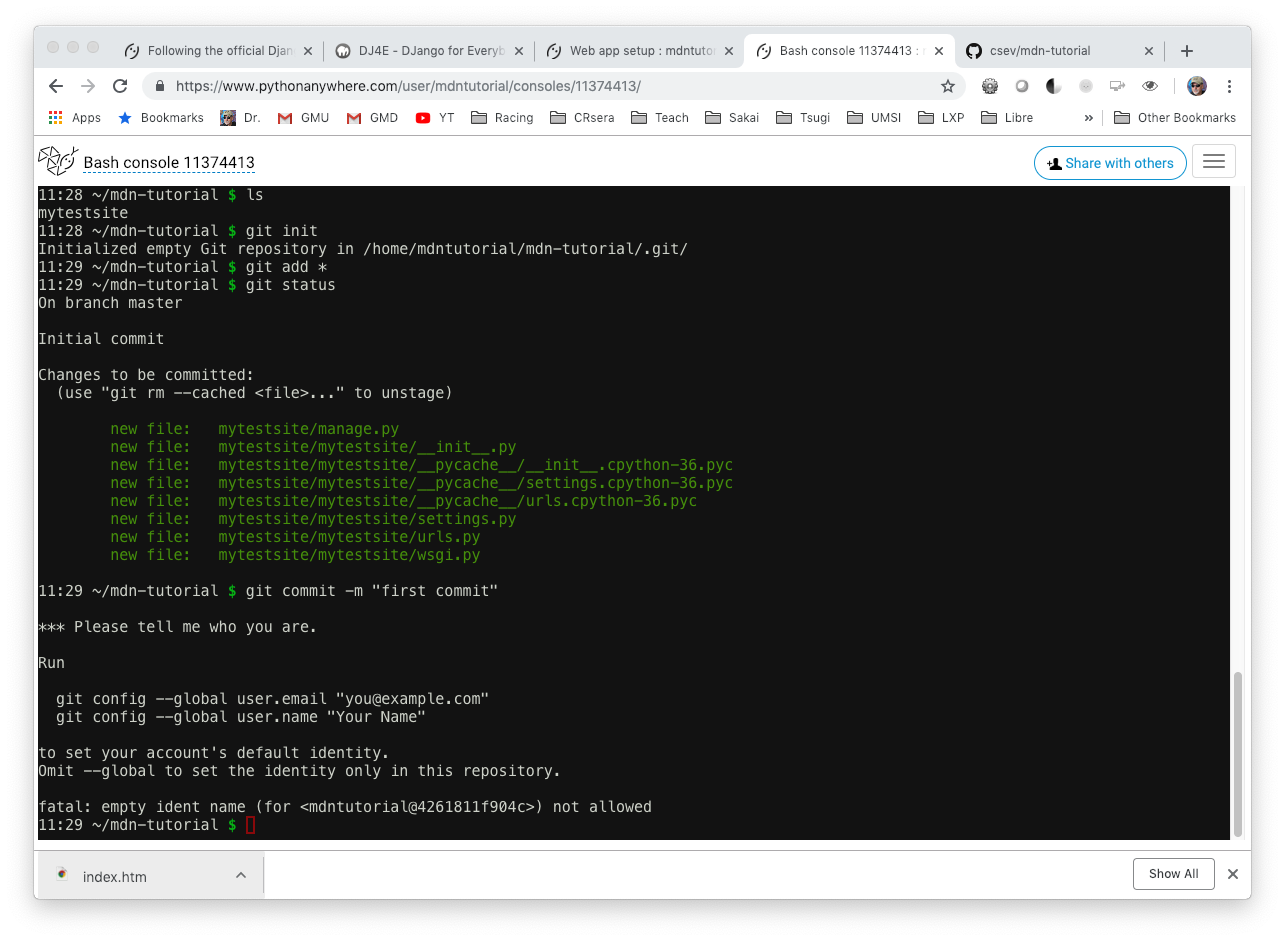 Following the official Djan
DJ4E - DJango for Everyb
Web app setup : mdntutor
Bash console 11374413 :
csev/mdn-tutorial
https://www.pythonanywhere.com/user/mdntutorial/consoles/11374413/
Apps
Bookmarks
Dr.
GMU
GMD
YT
Racing
CRsera
Teach
Sakai
Tsugi
UMSI
LXP
Libre
»
Other Bookmarks
Bash console 11374413
Share with others
11:28 ~/mdn-tutorial $ ls
mytestsite
11:28 ~/mdn-tutorial $ git init
Initialized empty Git repository in /home/mdntutorial/mdn-tutorial/.git/
11:29 ~/mdn-tutorial $ git add *
11:29 ~/mdn-tutorial $ git status
On branch master
Initial commit
Changes to be committed:
(use "git rm --cached <file>..." to unstage)
new file: mytestsite/manage.py
new file: mytestsite/mytestsite/__init__.py
new file: mytestsite/mytestsite/__pycache__/__init__.cpython-36.pyc
new file: mytestsite/mytestsite/__pycache__/settings.cpython-36.pyc
new file: mytestsite/mytestsite/__pycache__/urls.cpython-36.pyc
new file: mytestsite/mytestsite/settings.py
new file: mytestsite/mytestsite/urls.py
new file: mytestsite/mytestsite/wsgi.py
11:29 ~/mdn-tutorial $ git commit -m "first commit"
*** Please tell me who you are.
Run
git config --global user.email "you@example.com"
git config --global user.name "Your Name"
to set your account's default identity.
Omit --global to set the identity only in this repository.
fatal: empty ident name (for <mdntutorial@4261811f904c>) not allowed
11:29 ~/mdn-tutorial $
index.htm
Show All